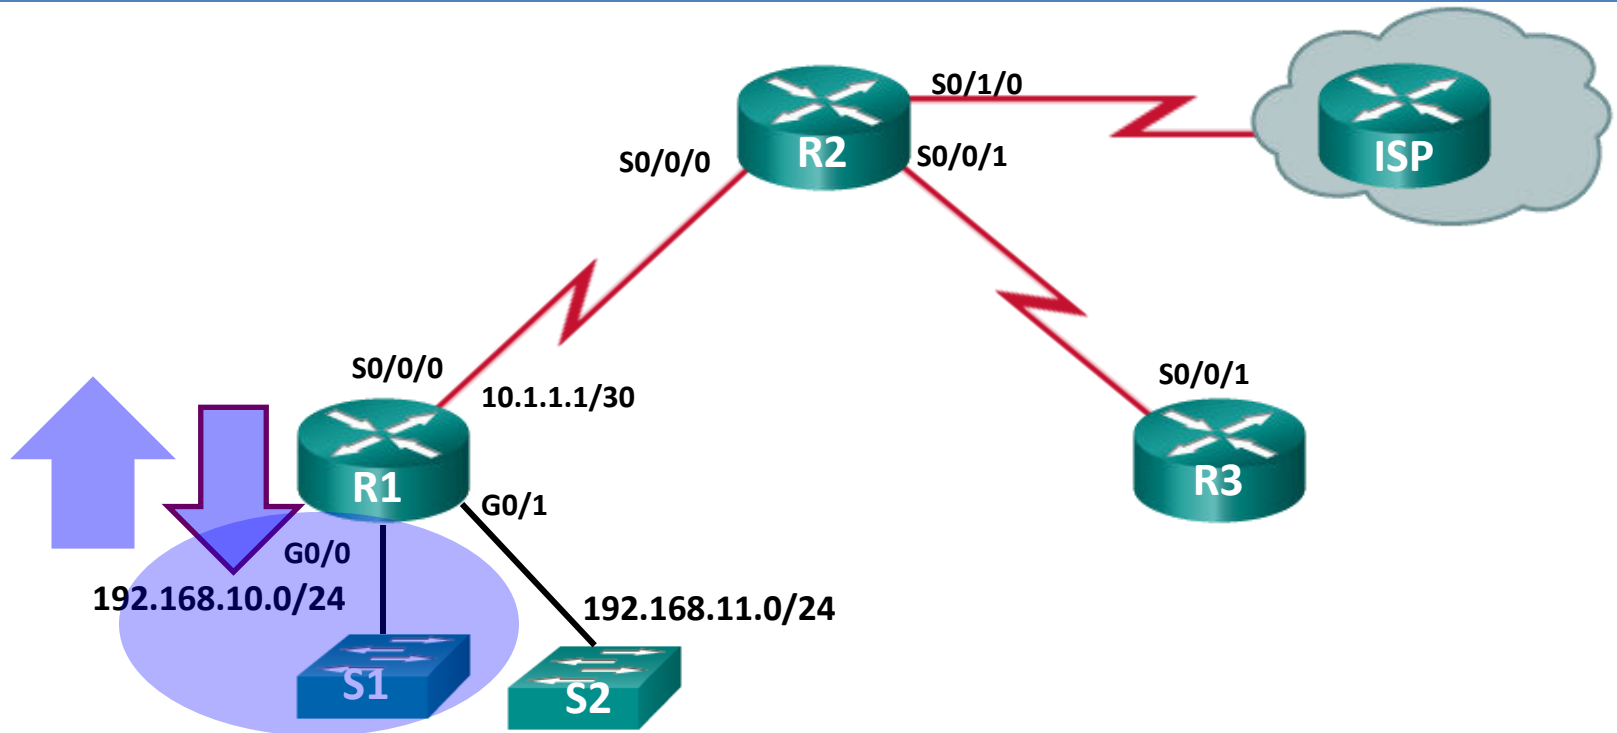 S0/1/0
R2
ISP
S0/0/0
S0/0/1
S0/0/0
10.1.1.1/30
S0/0/1
R1
R3
G0/1
G0/0
192.168.10.0/24
192.168.11.0/24
S1
S2